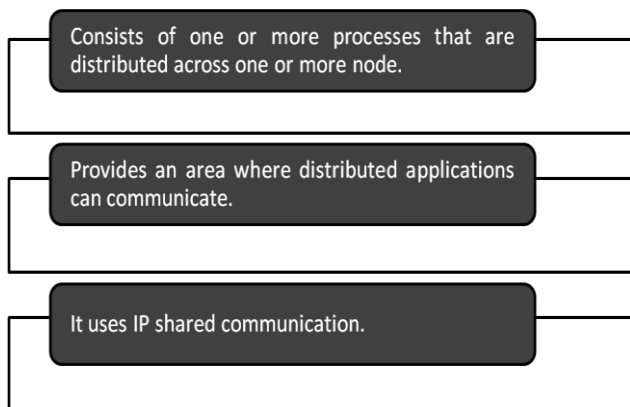 Consists of one or more processes that are
distributed across one or more node.
Provides an area where distributed applications
can communicate.
It uses IP shared communication.